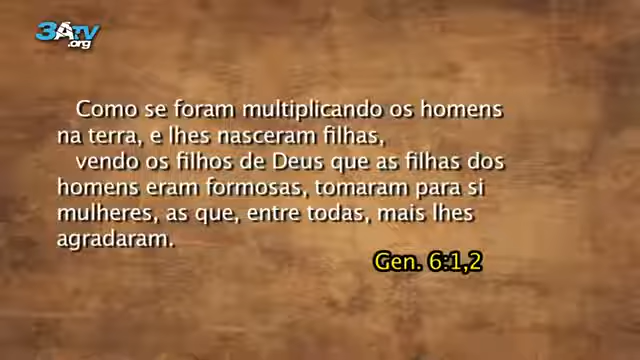 3ATV
.org
Como se foram multiplicando os homens
na terra, e lhes nasceram filhas,
vendo os filhos de Deus que as filhas dos
homens eram formosas, tomaram para si
mulheres, as que, entre todas, mais lhes
agradaram.
Gen. 6:1,2